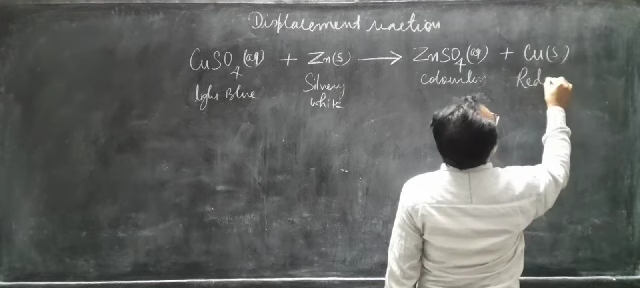 Displacement reaction
CuSO₄(aq) + Zn(s) ⟶ ZnSO₄(aq) + Cu(s)
light Blue Silvery white colourless Red